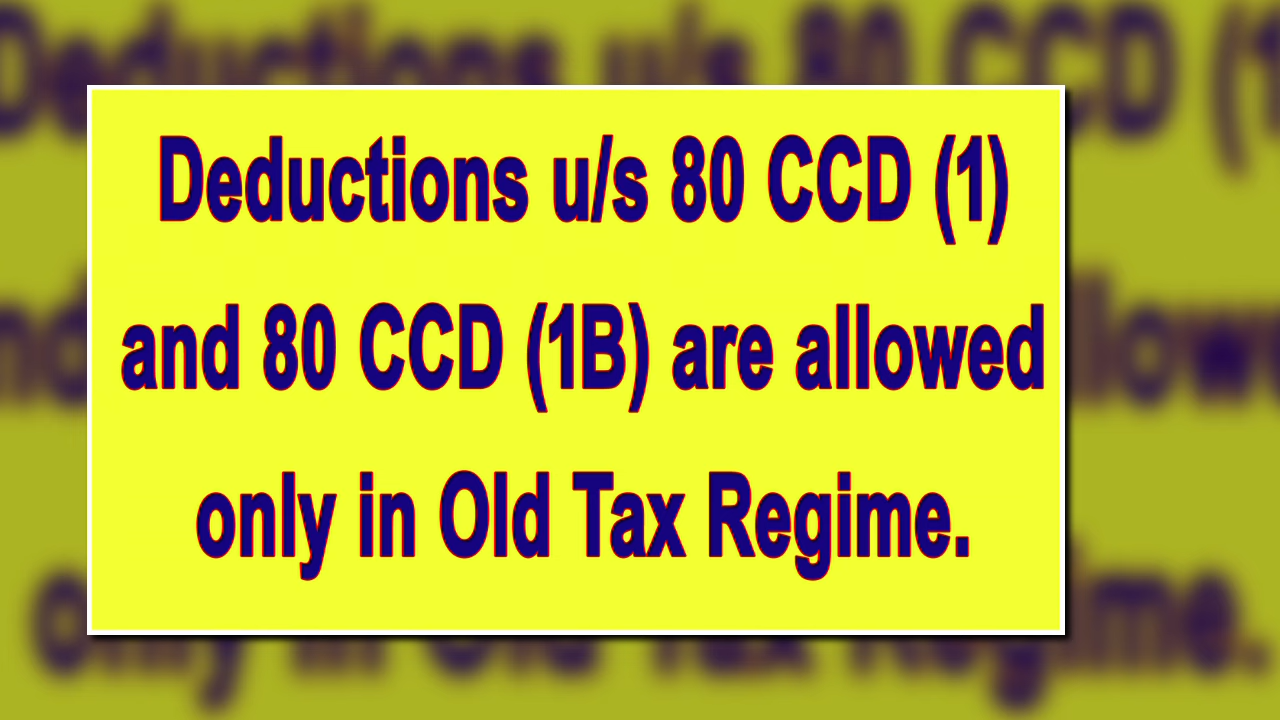 Deductions u/s 80 CCD (1)
and 80 CCD (1B) are allowed
only in Old Tax Regime.